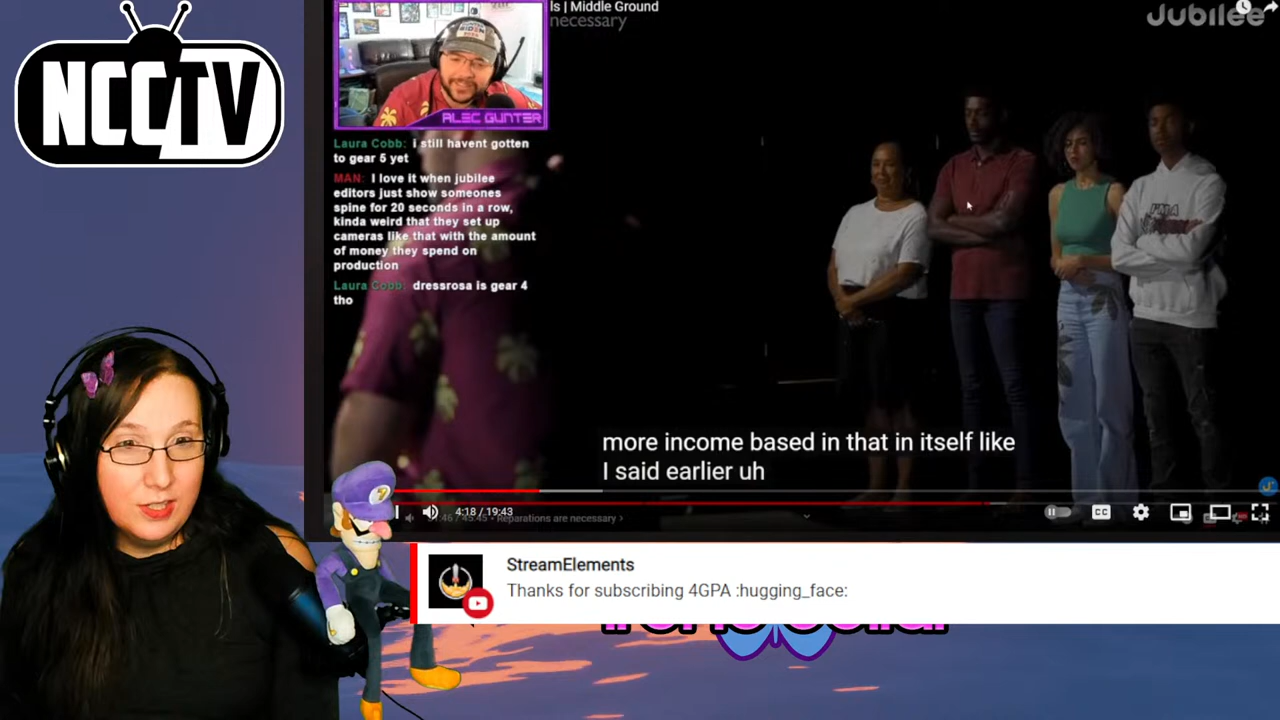 NCCTV
ls | Middle Ground
necessary
Jubilee
BIDEN
ALEC GUNTER
Laura Cobb: i still havent gotten
to gear 5 yet
MAN: I love it when jubilee
editors just show someones
spine for 20 seconds in a row,
kinda weird that they set up
cameras like that with the amount
of money they spend on
production
Laura Cobb: dressrosa is gear 4
tho
I'M A
more income based in that in itself like
I said earlier uh
4:18 / 19:43
CC
Reparations are necessary >
StreamElements
Thanks for subscribing 4GPA :hugging_face: